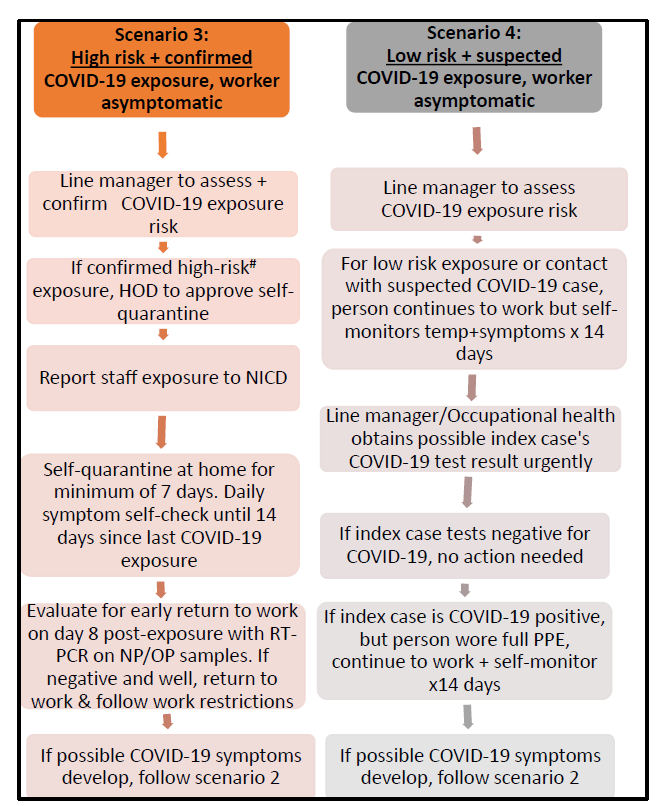 Scenario 3:
High risk + confirmed
COVID-19 exposure, worker
asymptomatic
Line manager to assess +
confirm COVID-19 exposure
risk
If confirmed high-risk#
exposure, HOD to approve self-
quarantine
Report staff exposure to NICD
Self-quarantine at home for
minimum of 7 days. Daily
symptom self-check until 14
days since last COVID-19
exposure
Evaluate for early return to work
on day 8 post-exposure with RT-
PCR on NP/OP samples. If
negative and well, return to
work & follow work restrictions
If possible COVID-19 symptoms
develop, follow scenario 2
Scenario 4:
Low risk + suspected
COVID-19 exposure, worker
asymptomatic
Line manager to assess
COVID-19 exposure risk
For low risk exposure or contact
with suspected COVID-19 case,
person continues to work but self-
monitors temp+symptoms x 14
days
Line manager/Occupational health
obtains possible index case's
COVID-19 test result urgently
If index case tests negative for
COVID-19, no action needed
If index case is COVID-19 positive,
but person wore full PPE,
continue to work + self-monitor
x14 days
If possible COVID-19 symptoms
develop, follow scenario 2